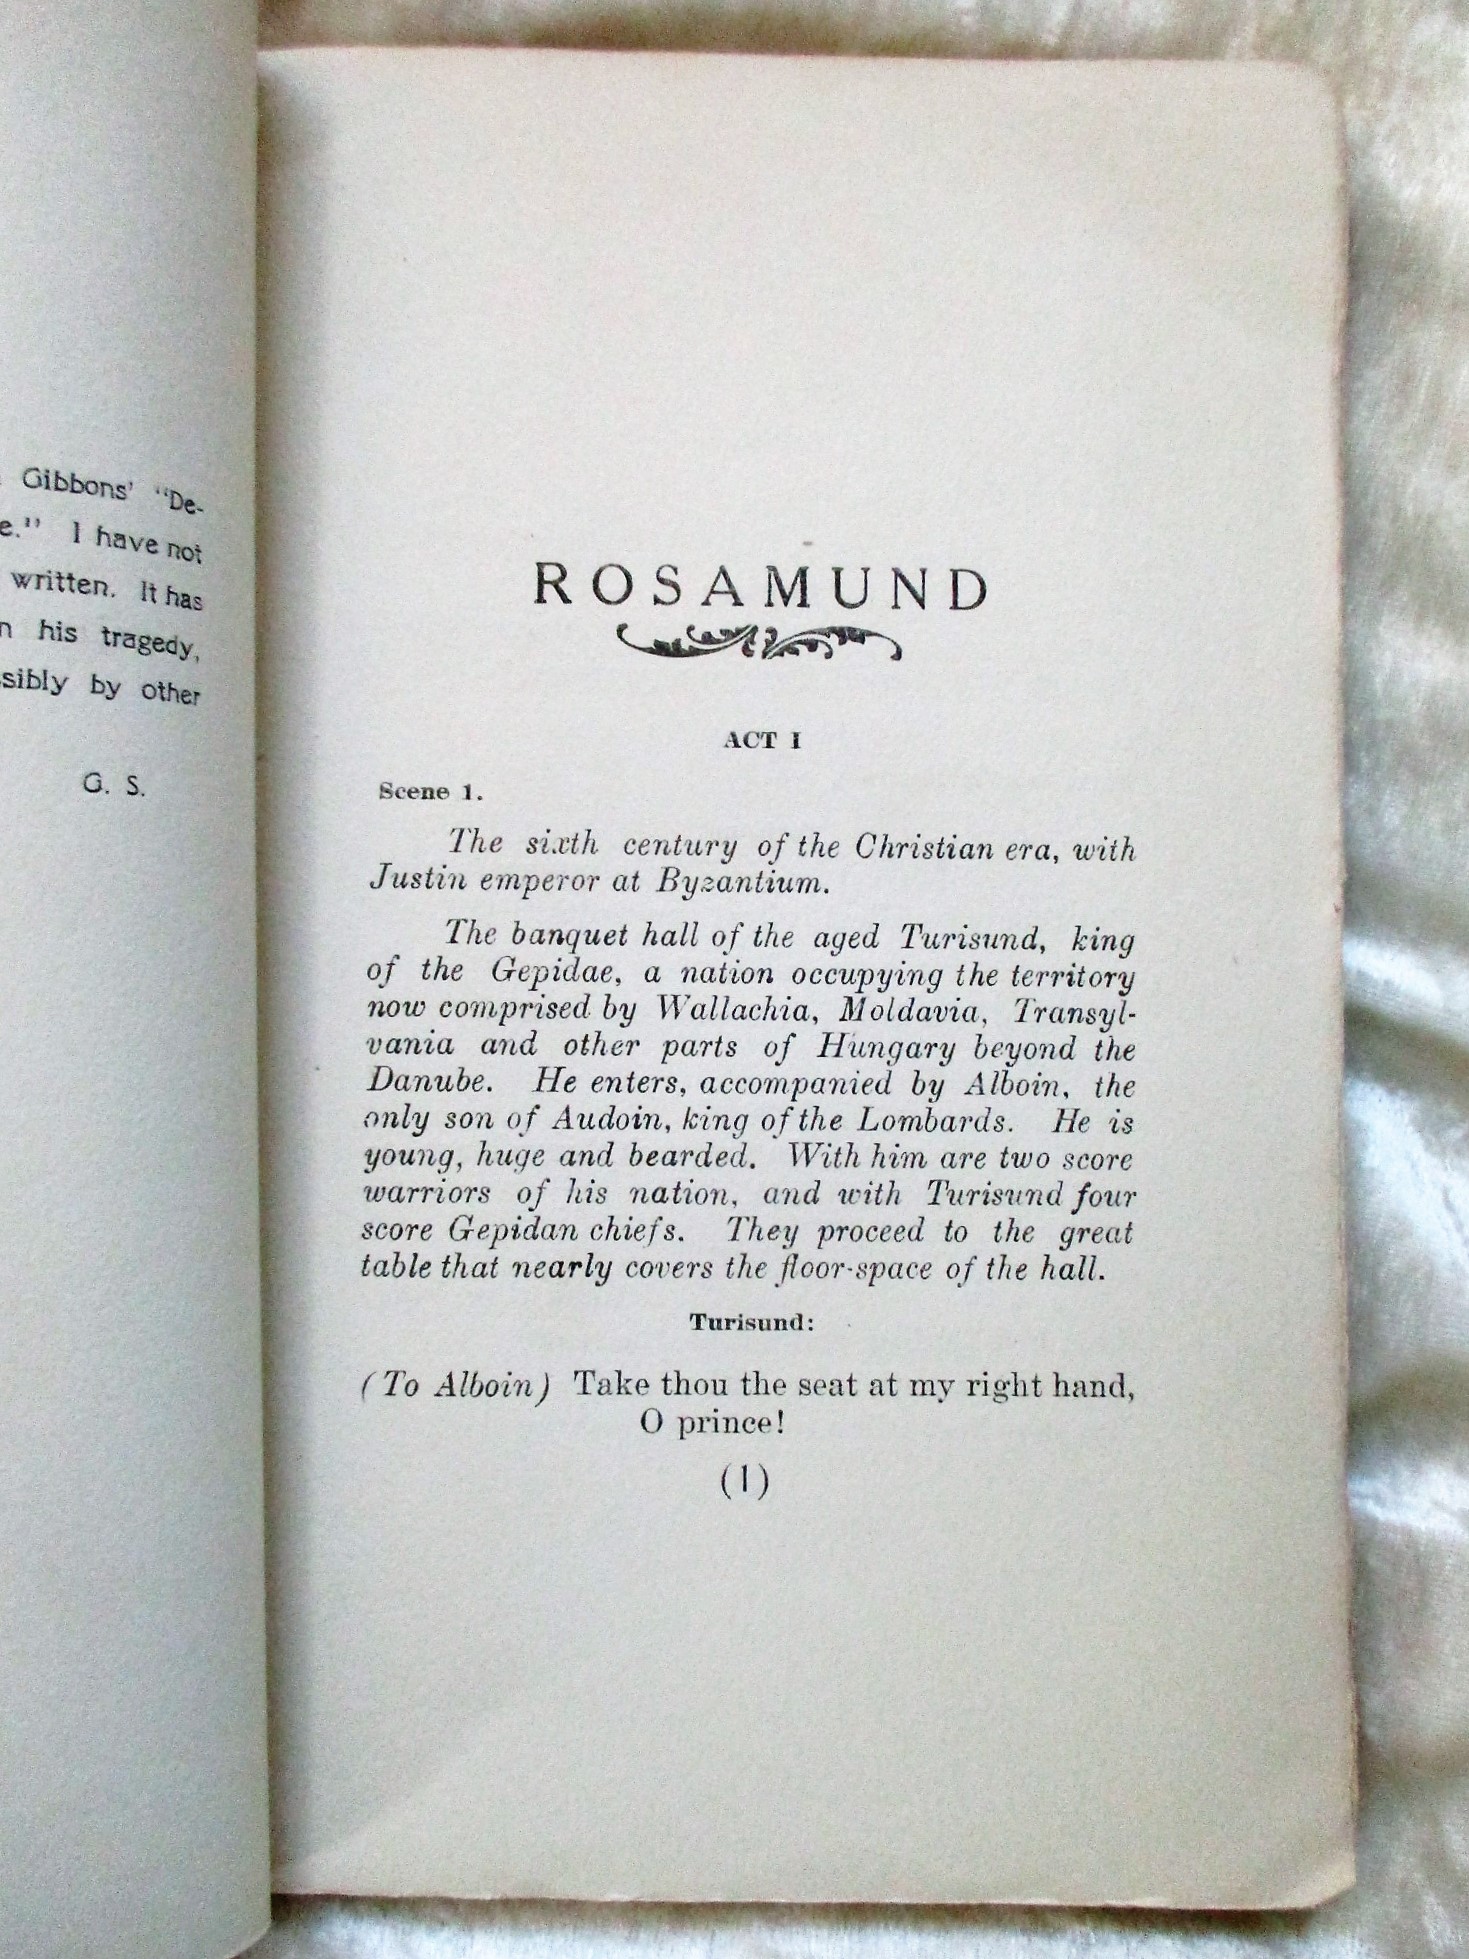 Gibbons' "De-
e." I have not
written. It has
n his tragedy,
ssibly by other
G. S.
ROSAMUND
ACT I
Scene 1.
The sixth century of the Christian era, with
Justin emperor at Byzantium.
The banquet hall of the aged Turisund, king
of the Gepidae, a nation occupying the territory
now comprised by Wallachia, Moldavia, Transyl-
vania and other parts of Hungary beyond the
Danube. He enters, accompanied by Alboin, the
only son of Audoin, king of the Lombards. He is
young, huge and bearded. With him are two score
warriors of his nation, and with Turisund four
score Gepidan chiefs. They proceed to the great
table that nearly covers the floor-space of the hall.
Turisund:
(To Alboin) Take thou the seat at my right hand,
O prince!
(1)